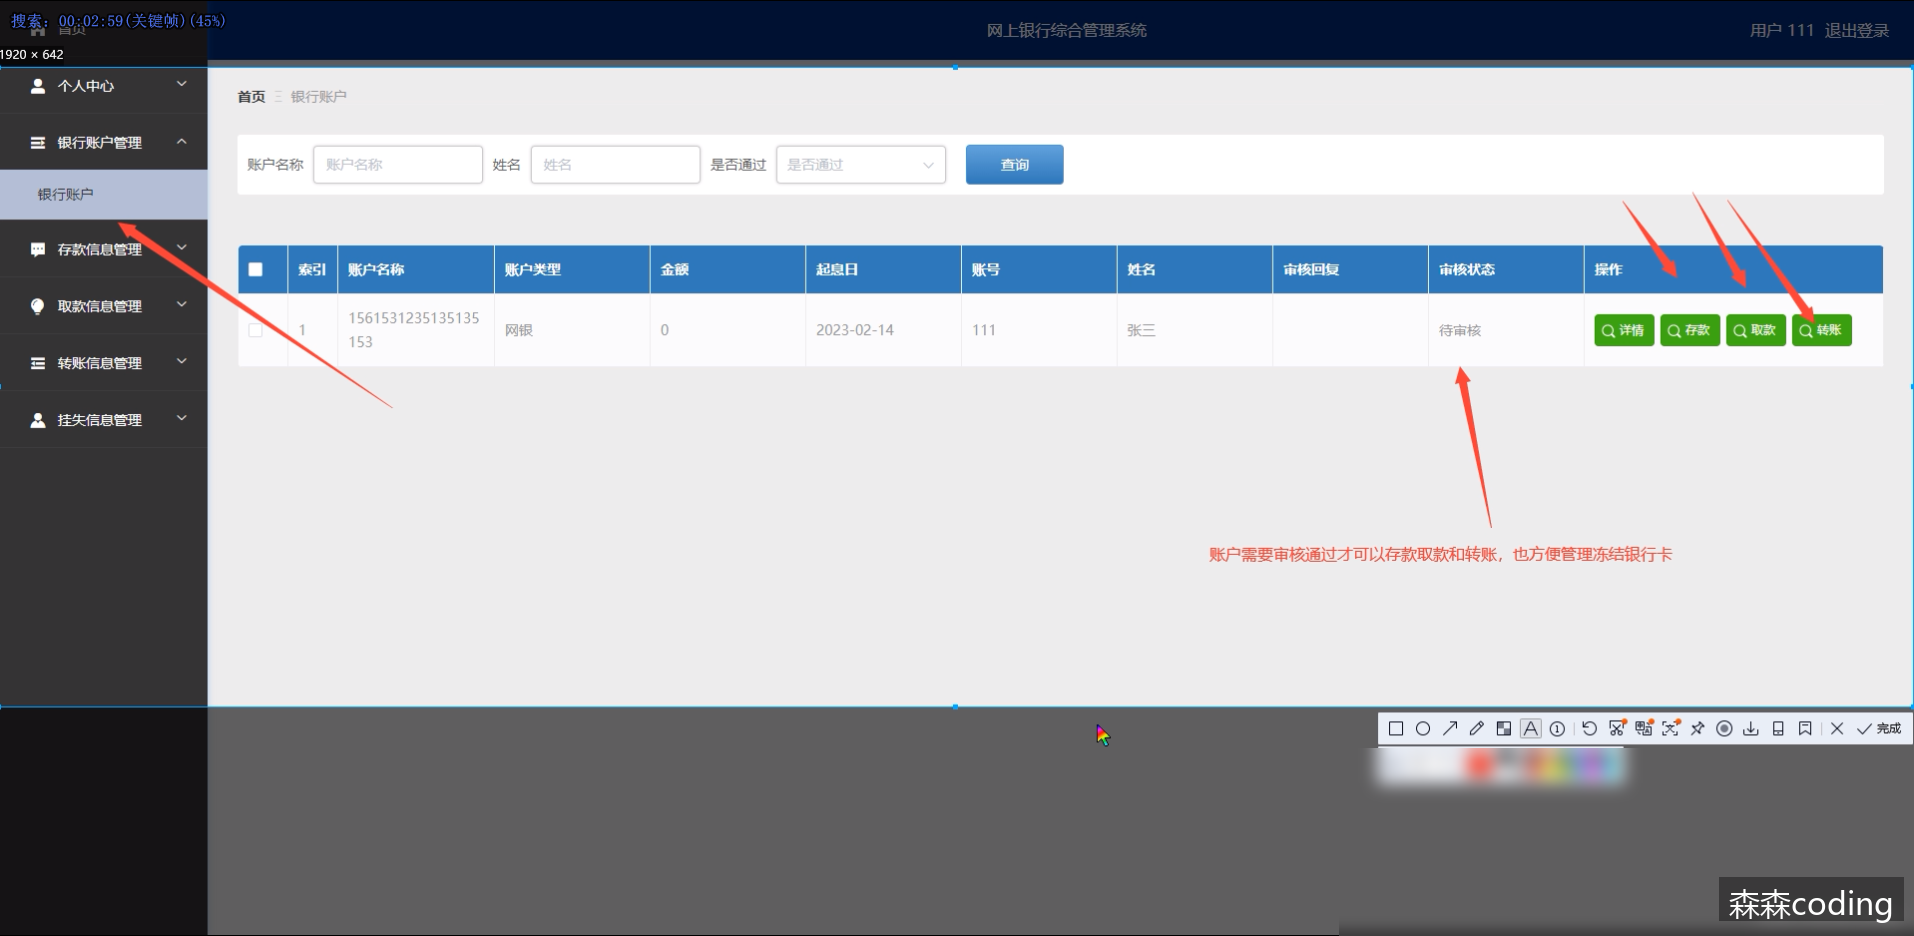 搜索: 00:02:59(关键帧)(45%)
首页
网上银行综合管理系统
用户 111 退出登录
1920 × 642
个人中心
首页 银行账户
银行账户管理
账户名称 账户名称 姓名 姓名 是否通过 是否通过 查询
银行账户
存款信息管理
索引 账户名称 账户类型 金额 起息日 账号 姓名 审核回复 审核状态 操作
取款信息管理
1 1561531235135135
153
网银 0 2023-02-14 111 张三 待审核 详情 存款 取款 转账
转账信息管理
挂失信息管理
账户需要审核通过才可以存款取款和转账，也方便管理冻结银行卡
A 1 完成
森森coding